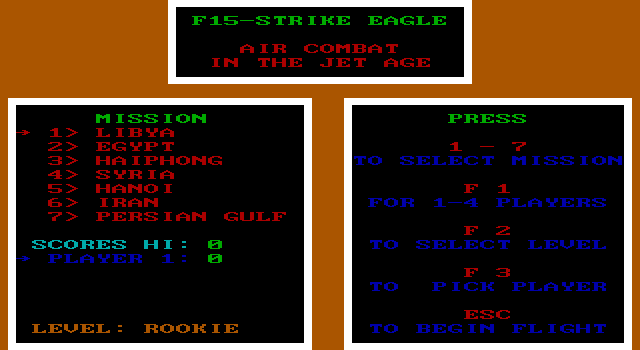 F15-STRIKE EAGLE
AIR COMBAT
IN THE JET AGE
MISSION
→ 1> LIBYA
2> EGYPT
3> HAIPHONG
4> SYRIA
5> HANOI
6> IRAN
7> PERSIAN GULF
SCORES HI: 0
→ PLAYER 1: 0
LEVEL: ROOKIE
PRESS
1 - 7
TO SELECT MISSION
F 1
FOR 1-4 PLAYERS
F 2
TO SELECT LEVEL
F 3
TO PICK PLAYER
ESC
TO BEGIN FLIGHT